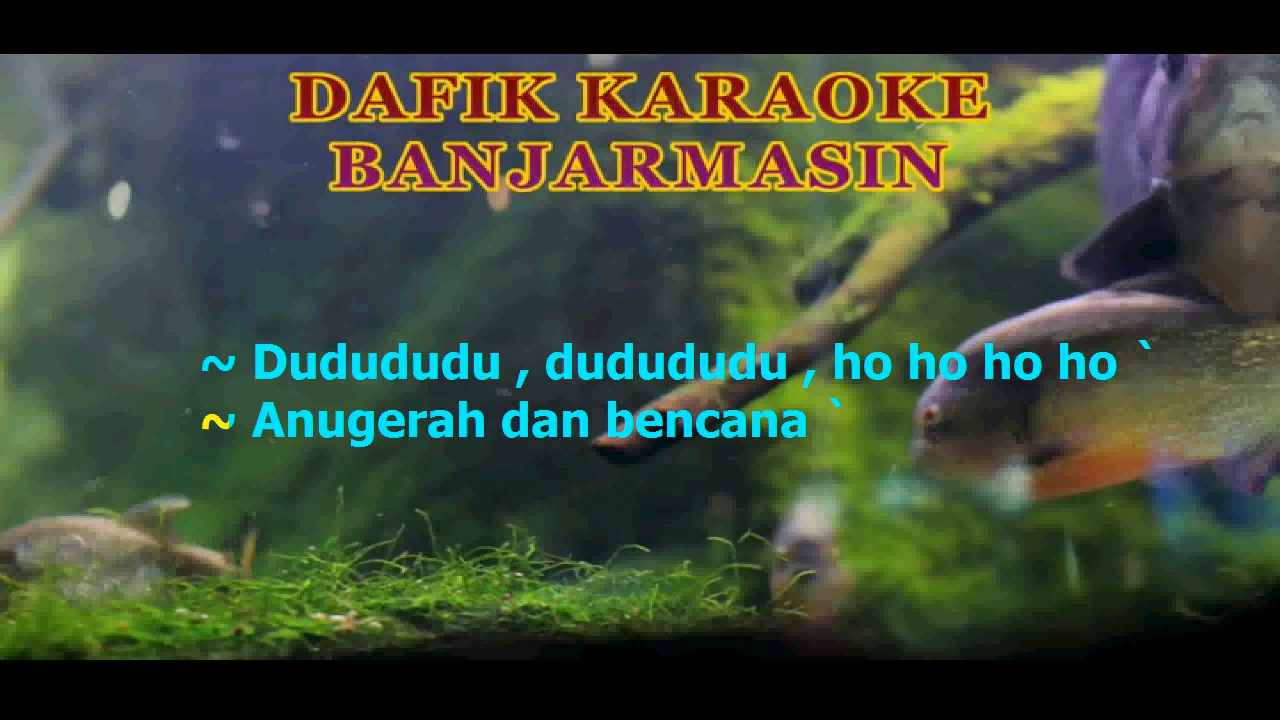 DAFIK KARAOKE
BANJARMASIN
~ Dudududu , dudududu , ho ho ho ho `
~ Anugerah dan bencana `